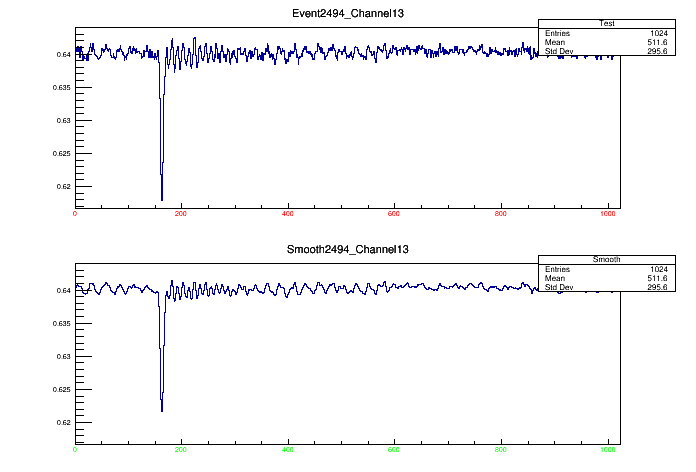 Event2494_Channel13
Test
Entries 1024
Mean 511.6
Std Dev 295.6
0.64
0.635
0.63
0.625
0.62
0 200 400 600 800 1000
Smooth2494_Channel13
Smooth
Entries 1024
Mean 511.6
Std Dev 295.6
0.64
0.635
0.63
0.625
0.62
0 200 400 600 800 1000